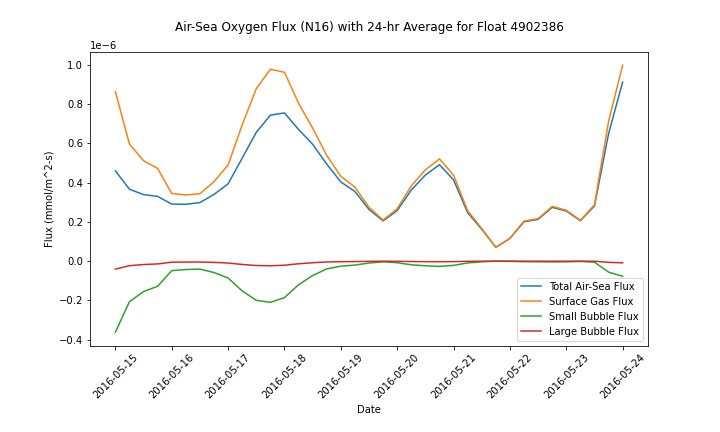 Air-Sea Oxygen Flux (N16) with 24-hr Average for Float 4902386
1e−6
1.0
0.8
0.6
0.4
0.2
0.0
−0.2
−0.4
Flux (mmol/m^2-s)
Total Air-Sea Flux
Surface Gas Flux
Small Bubble Flux
Large Bubble Flux
2016-05-15
2016-05-16
2016-05-17
2016-05-18
2016-05-19
2016-05-20
2016-05-21
2016-05-22
2016-05-23
2016-05-24
Date